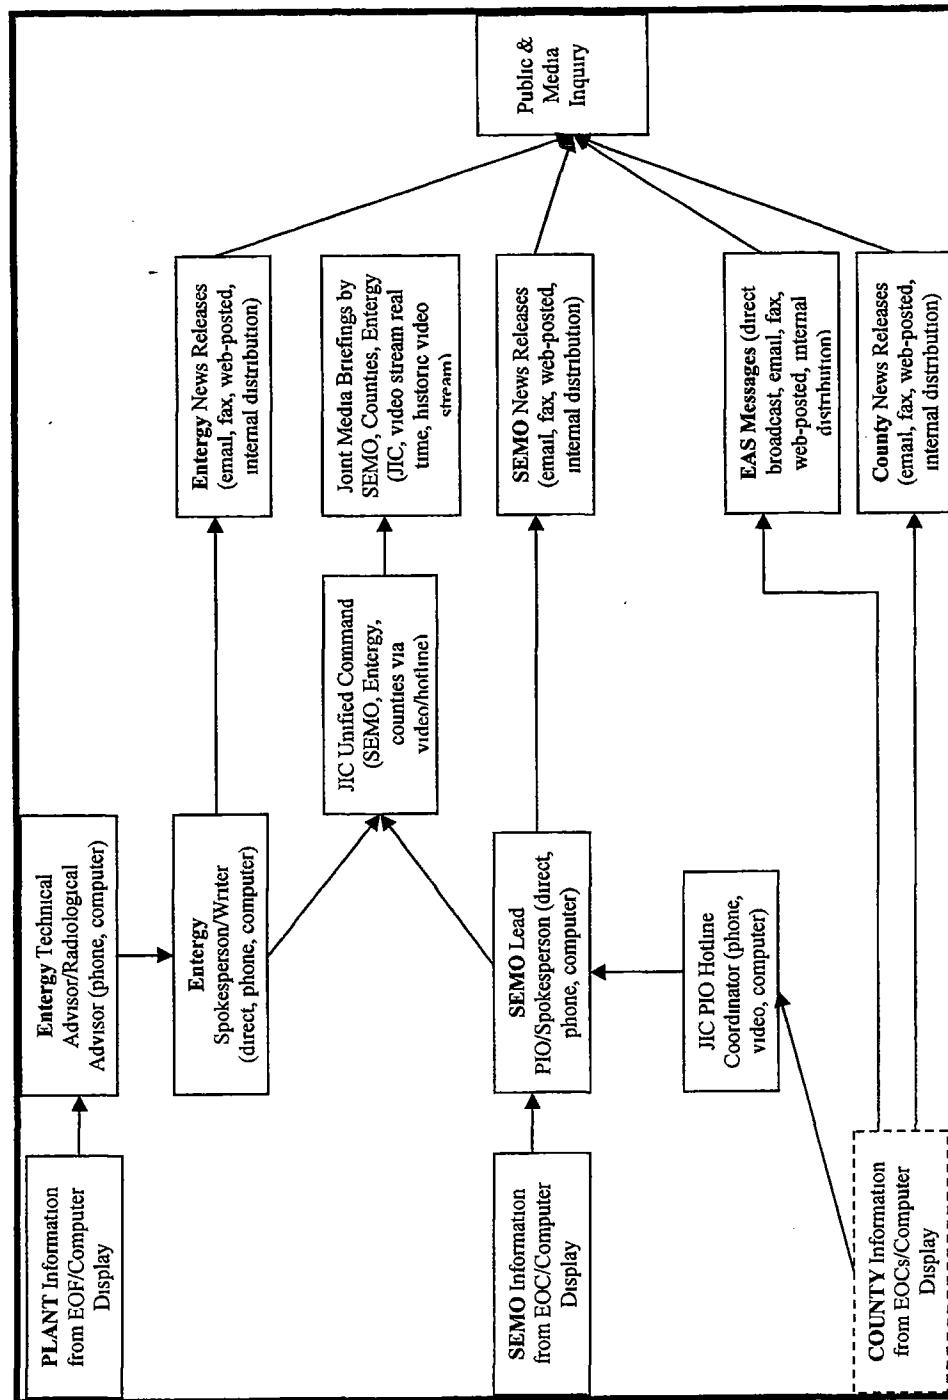 PLANT Information
from EOF/Computer
Display
Entergy Technical
Advisor/Radiological
Advisor (phone, computer)
Entergy
Spokesperson/Writer
(direct, phone, computer)
Entergy News Releases
(email, fax, web-posted,
internal distribution)
JIC Unified Command
(SEMO, Entergy,
counties via
video/hotline)
Joint Media Briefings by
SEMO, Counties, Entergy
(JIC, video stream real
time, historic video
stream)
Public &
Media
Inquiry
SEMO Information
from EOC/Computer
Display
SEMO Lead
PIO/Spokesperson (direct,
phone, computer)
SEMO News Releases
(email, fax, web-posted,
internal distribution)
JIC PIO Hotline
Coordinator (phone,
video, computer)
EAS Messages (direct
broadcast, email, fax,
web-posted, internal
distribution)
COUNTY Information
from EOCs/Computer
Display
County News Releases
(email, fax, web-posted,
internal distribution)